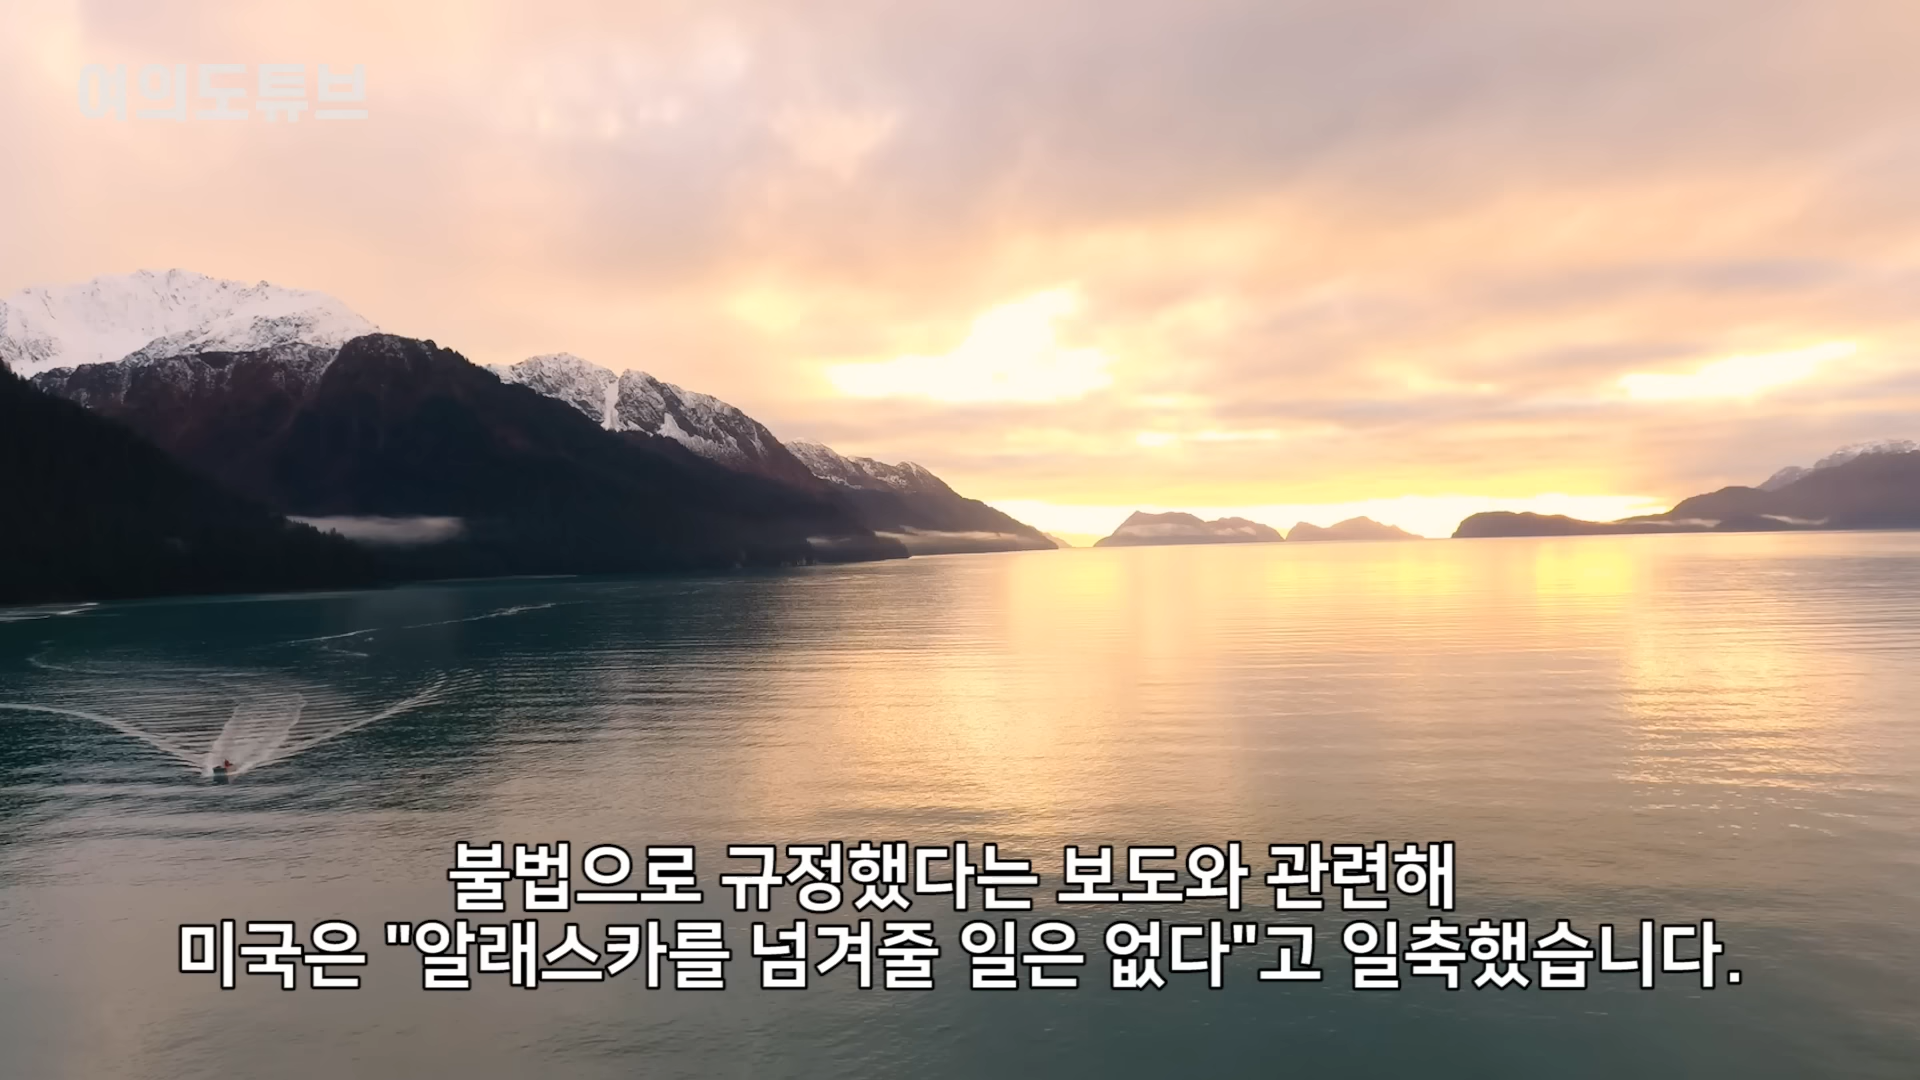 여의도튜브
불법으로 규정했다는 보도와 관련해
미국은 "알래스카를 넘겨줄 일은 없다"고 일축했습니다.